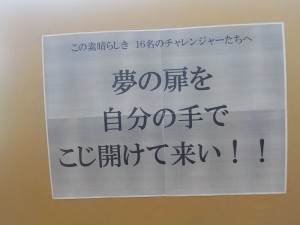 この素晴らしき 16名のチャレンジャーたちへ
夢の扉を
自分の手で
こじ開けて来い！！